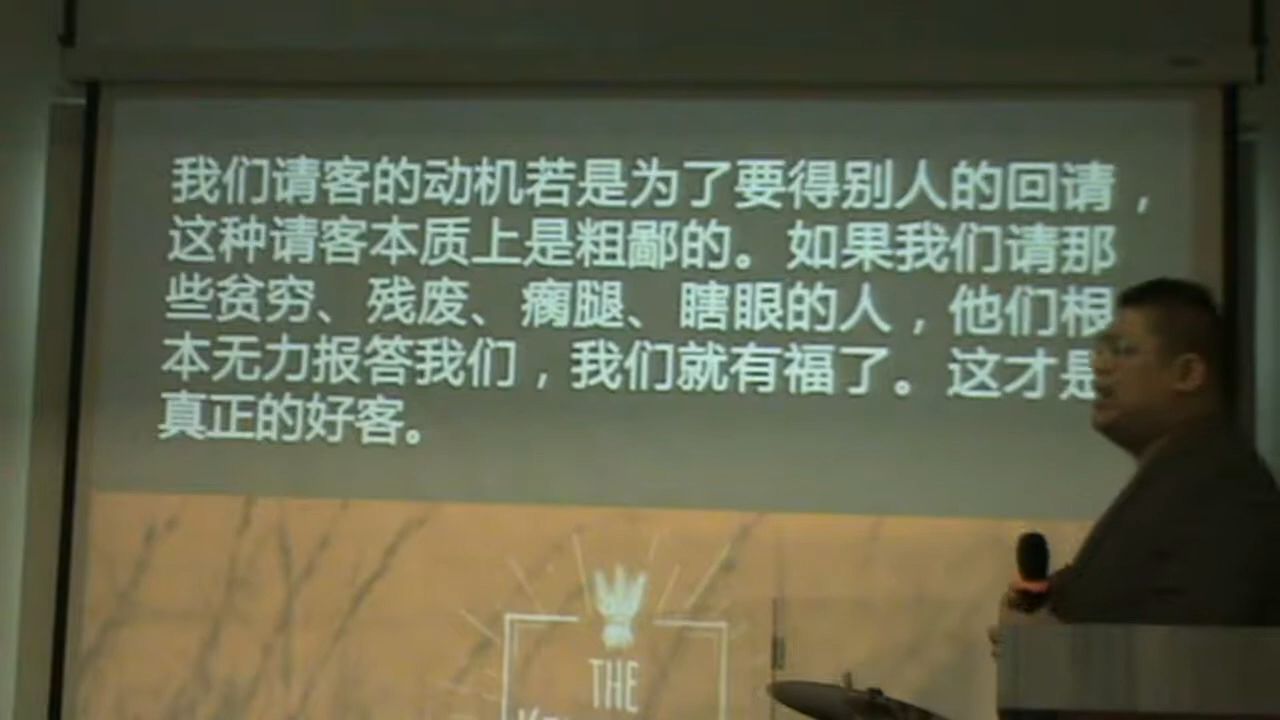 我们请客的动机若是为了要得别人的回请，
这种请客本质上是粗鄙的。如果我们请那
些贫穷、残废、瘸腿、瞎眼的人，他们根
本无力报答我们，我们就有福了。这才是
真正的好客。
THE